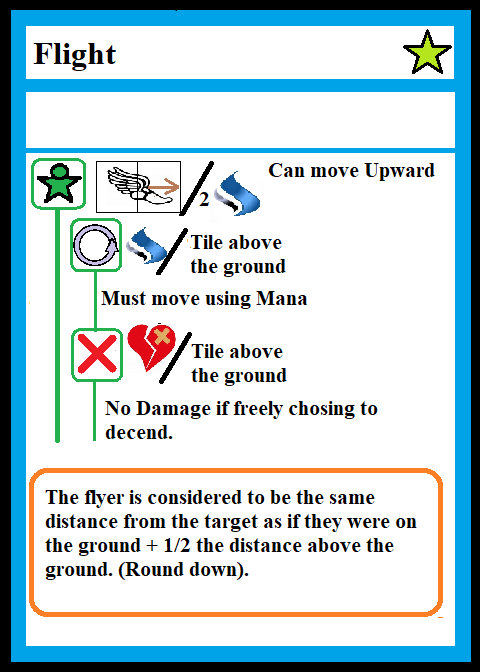 Flight
Can move Upward
2
Tile above
the ground
Must move using Mana
Tile above
the ground
No Damage if freely chosing to
decend.
The flyer is considered to be the same
distance from the target as if they were on
the ground + 1/2 the distance above the
ground. (Round down).